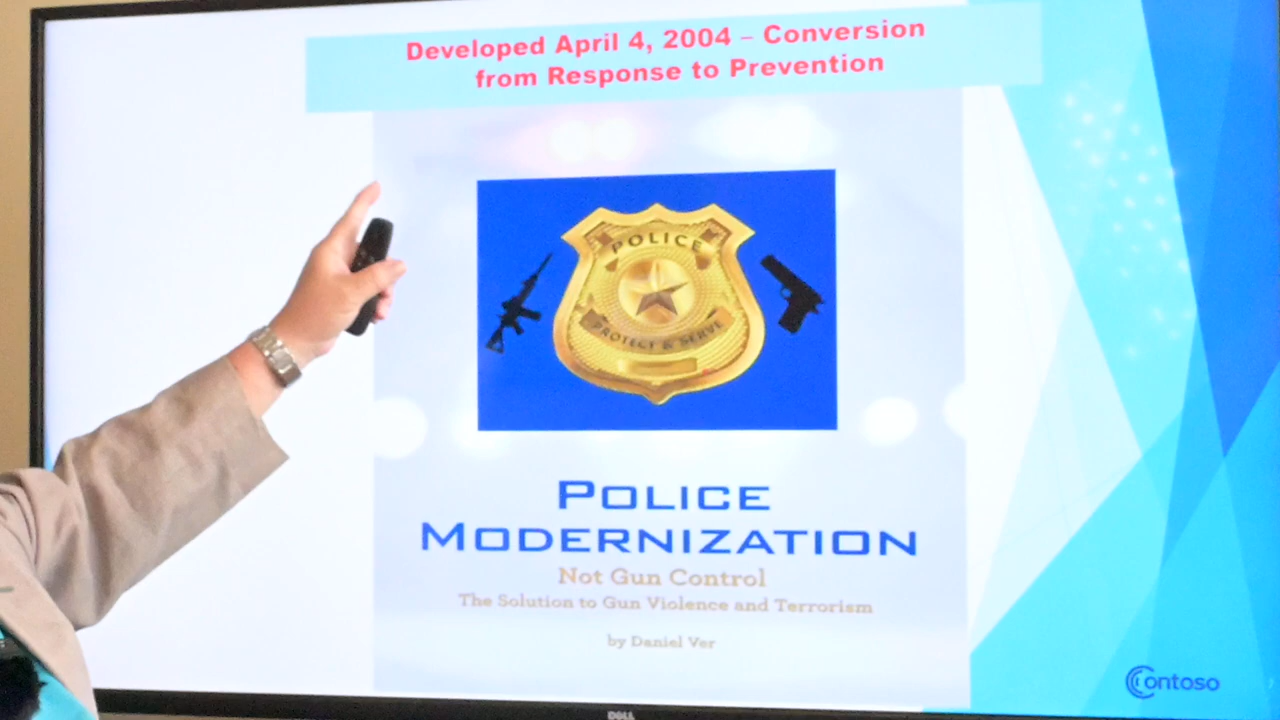 Developed April 4, 2004 – Conversion
from Response to Prevention
POLICE
PROTECT & SERVE
POLICE
MODERNIZATION
Not Gun Control
The Solution to Gun Violence and Terrorism
by Daniel Ver
Contoso
DELL